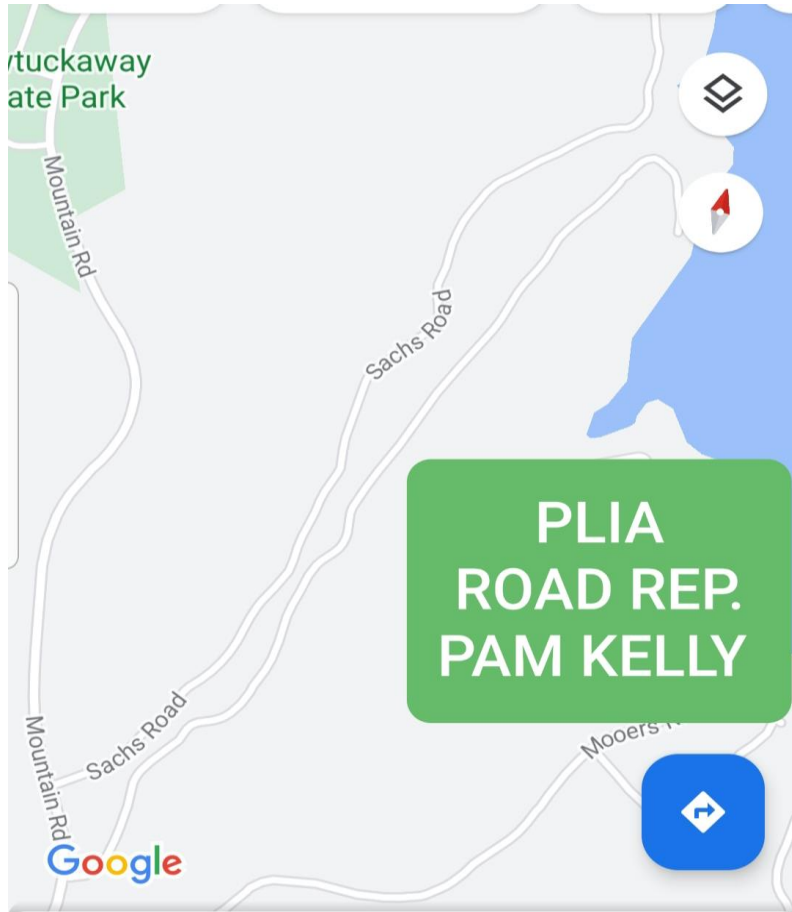 ytuckaway
ate Park
Mountain Rd
Sachs Road
PLIA
ROAD REP.
PAM KELLY
Mooers
Sachs Road
Mountain Rd
Google